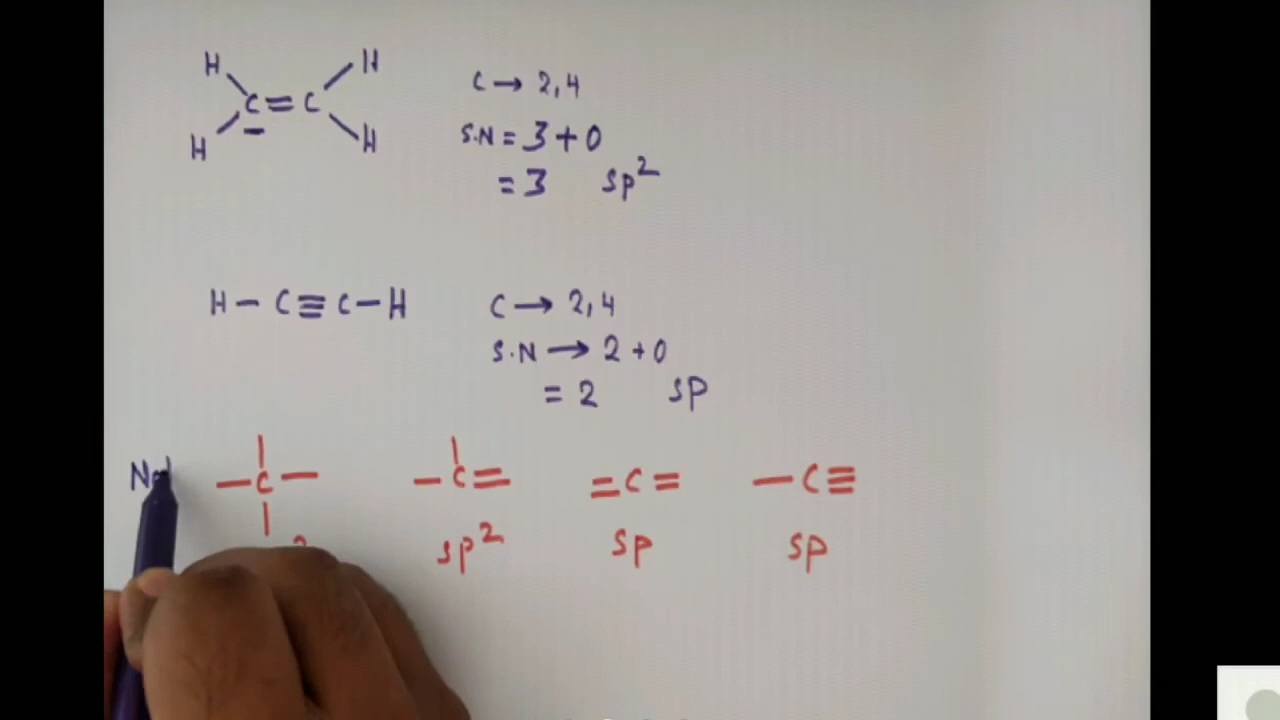 H H
C=C
H H
C → 2,4
S.N = 3+0
= 3 sp²
H-C≡C-H
C → 2,4
S.N → 2+0
= 2 sp
-C- -C= =C= -C≡
sp² sp sp